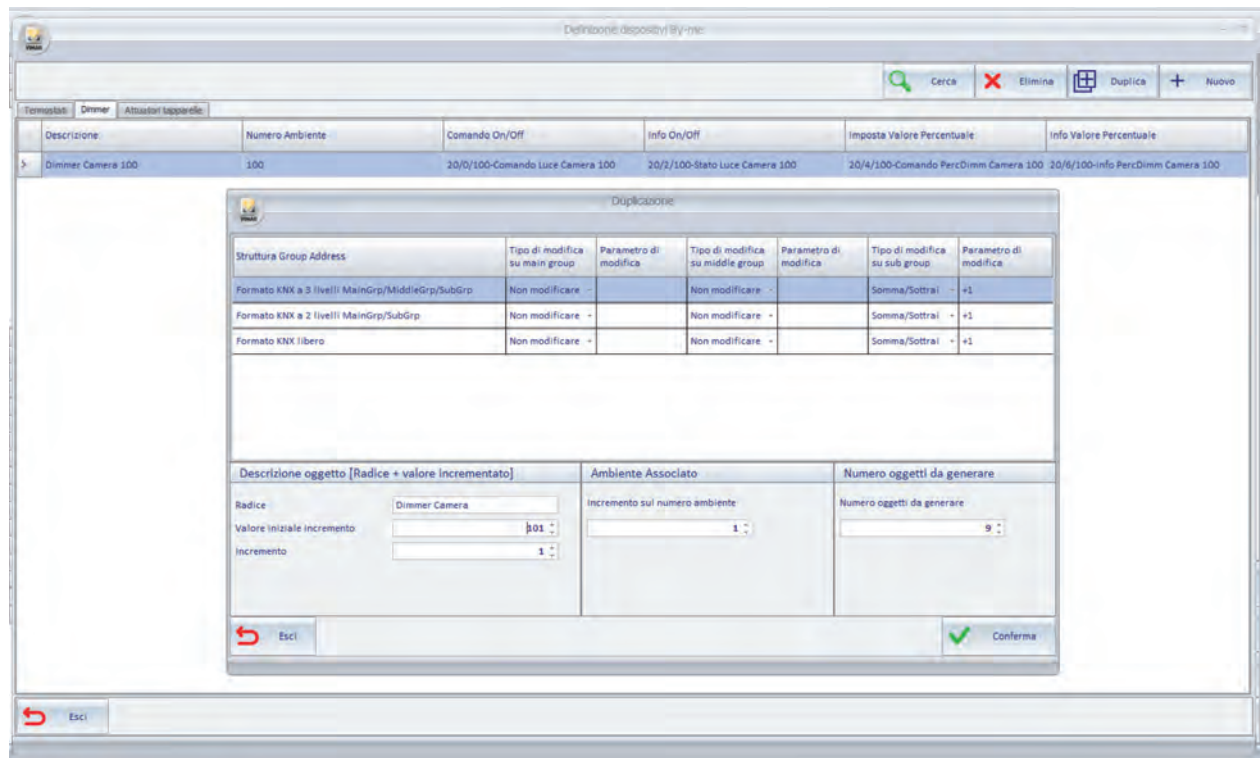 Definizione dispositivi By-me
VIMAR
Cerca Elimina Duplica Nuovo
Termostati Dimmer Attuatori tapparelle
Descrizione Numero Ambiente Comando On/Off Info On/Off Imposta Valore Percentuale Info Valore Percentuale
Dimmer Camera 100 100 20/0/100-Comando Luce Camera 100 20/2/100-Stato Luce Camera 100 20/4/100-Comando PercDimm Camera 100 20/6/100-Info PercDimm Camera 100
Duplicazione
VIMAR
Struttura Group Address Tipo di modifica su main group Parametro di modifica Tipo di modifica su middle group Parametro di modifica Tipo di modifica su sub group Parametro di modifica
Formato KNX a 3 livelli MainGrp/MiddleGrp/SubGrp Non modificare Non modificare Somma/Sottrai +1
Formato KNX a 2 livelli MainGrp/SubGrp Non modificare Non modificare Somma/Sottrai +1
Formato KNX libero Non modificare Non modificare Somma/Sottrai +1
Descrizione oggetto [Radice + valore incrementato] Ambiente Associato Numero oggetti da generare
Radice Dimmer Camera Incremento sul numero ambiente Numero oggetti da generare
Valore iniziale incremento 101 1 9
Incremento 1
Esci Conferma
Esci